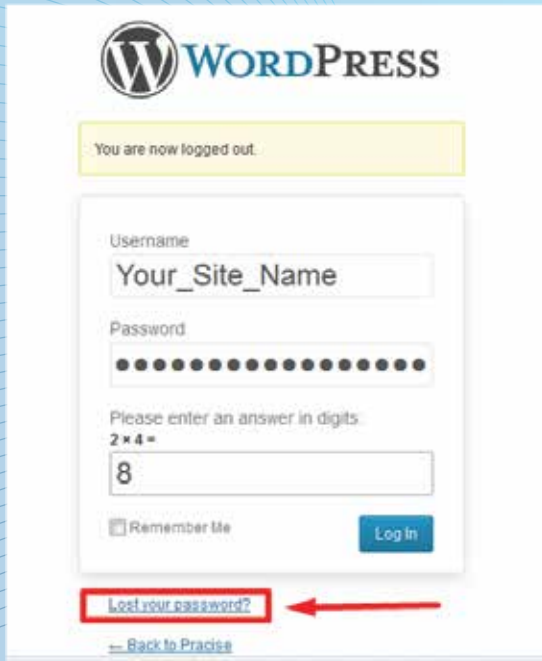 WORDPRESS
You are now logged out.
Username
Your_Site_Name
Password
●●●●●●●●●●●●●●●●●
Please enter an answer in digits:
2 × 4 =
8
Remember Me
Log In
Lost your password?
← Back to Pracise